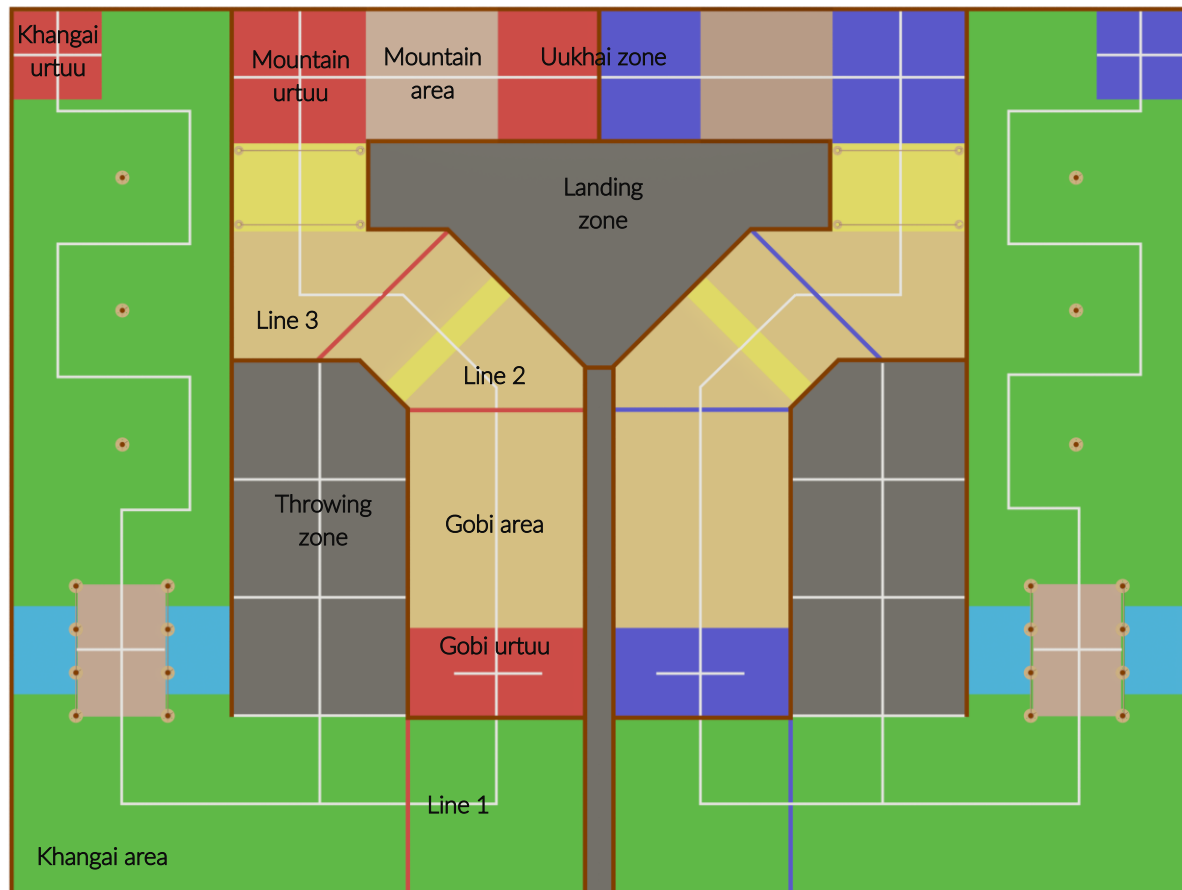 Khangai
urtuu
Mountain
urtuu
Mountain
area
Uukhai zone
Landing
zone
Line 3
Line 2
Throwing
zone
Gobi area
Gobi urtuu
Line 1
Khangai area